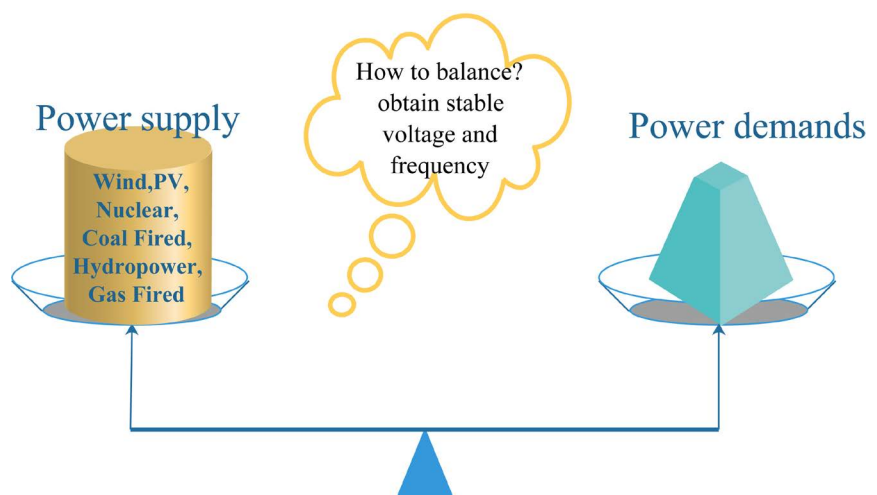 Power supply
Wind,PV,
Nuclear,
Coal Fired,
Hydropower,
Gas Fired
How to balance?
obtain stable
voltage and
frequency
Power demands